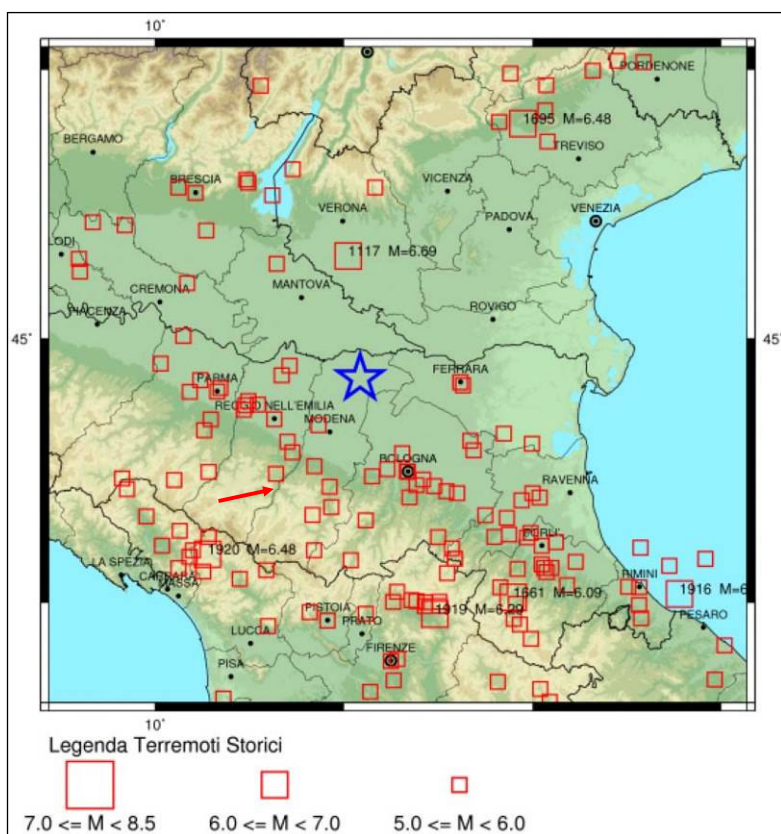 10°
PORDENONE
1695 M=6.48
BERGAMO
TREVISO
BRESCIA
VICENZA
VENEZIA
VERONA
PADOVA
LODI
1117 M=6.69
MANTOVA
CREMONA
ROVIGO
PIACENZA
45°
45°
FERRARA
PARMA
REGGIO NELL'EMILIA
MODENA
BOLOGNA
RAVENNA
FORLI'
1920 M=6.48
LA SPEZIA
CARRARA
MASSA
RIMINI
1661 M=6.09
1916 M=6
1919 M=6.29
PISTOIA
PESARO
PRATO
LUCCA
FIRENZE
PISA
10°
Legenda Terremoti Storici
7.0 <= M < 8.5 6.0 <= M < 7.0 5.0 <= M < 6.0